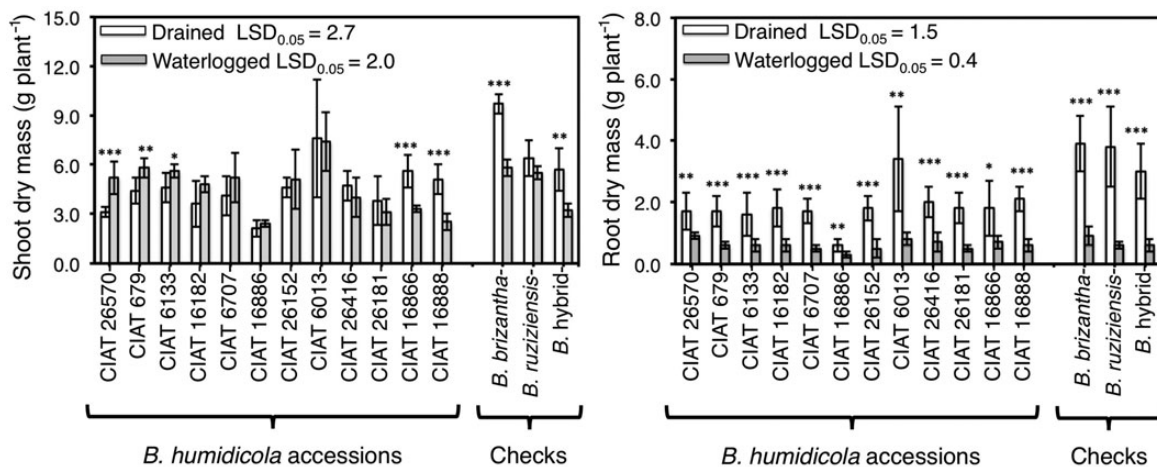 Shoot dry mass (g plant⁻¹)
15.0
12.0
9.0
6.0
3.0
0.0
Drained LSD₀.₀₅ = 2.7
Waterlogged LSD₀.₀₅ = 2.0
***
**
*
***
***
***
**
CIAT 26570
CIAT 679
CIAT 6133
CIAT 16182
CIAT 6707
CIAT 16886
CIAT 26152
CIAT 6013
CIAT 26416
CIAT 26181
CIAT 16866
CIAT 16888
B. brizantha
B. ruziziensis
B. hybrid
B. humidicola accessions
Checks
Root dry mass (g plant⁻¹)
8.0
6.0
4.0
2.0
0.0
Drained LSD₀.₀₅ = 1.5
Waterlogged LSD₀.₀₅ = 0.4
**
***
***
***
***
**
***
**
***
***
*
***
***
***
***
CIAT 26570
CIAT 679
CIAT 6133
CIAT 16182
CIAT 6707
CIAT 16886
CIAT 26152
CIAT 6013
CIAT 26416
CIAT 26181
CIAT 16866
CIAT 16888
B. brizantha
B. ruziziensis
B. hybrid
B. humidicola accessions
Checks